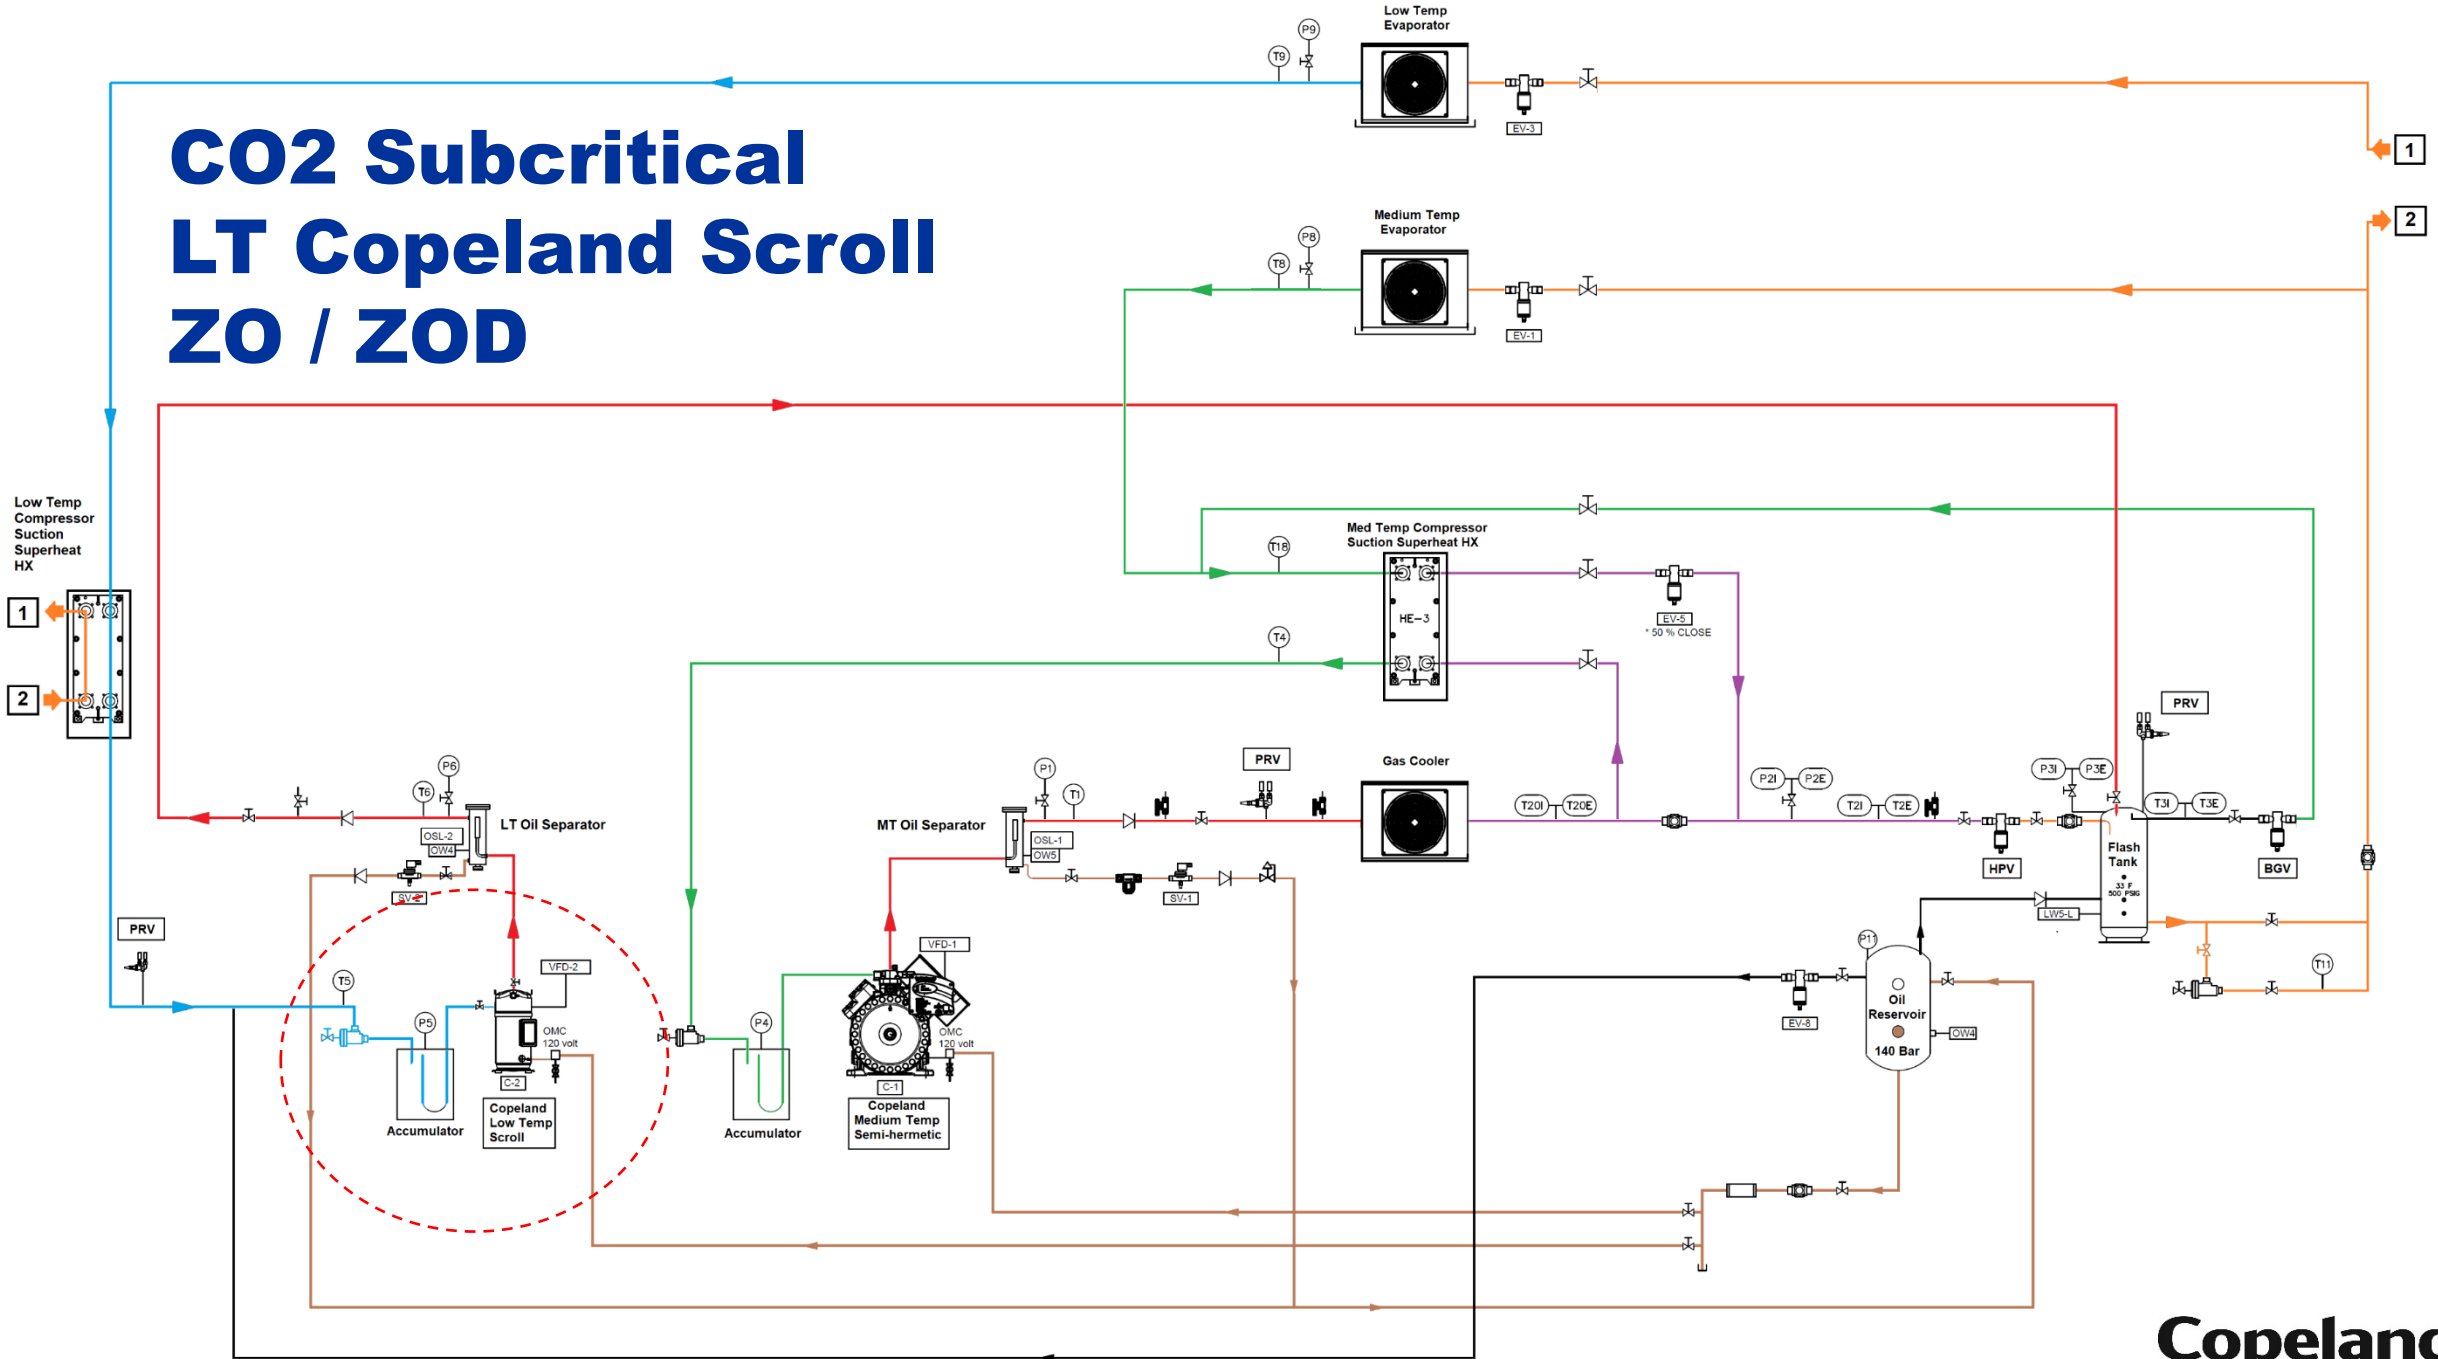 Low Temp
Evaporator
P9
T9
EV-3
1
CO2 Subcritical
LT Copeland Scroll
ZO / ZOD
Medium Temp
Evaporator
P8
T8
EV-1
2
Low Temp
Compressor
Suction
Superheat
HX
1
2
Med Temp Compressor
Suction Superheat HX
T18
HE-3
EV-5
* 50 % CLOSE
T4
PRV
P6
T6
LT Oil Separator
OSL-2
OW4
SV-2
MT Oil Separator
P1
T1
PRV
OSL-1
OW5
SV-1
Gas Cooler
T20I
T20E
P2I
P2E
T2I
T2E
HPV
P3I
P3E
T3I
T3E
Flash
Tank
33 F
500 PSIG
LW5-L
BGV
PRV
T5
P5
VFD-2
OMC
120 volt
C-2
Copeland
Low Temp
Scroll
Accumulator
P4
Accumulator
VFD-1
OMC
120 volt
C-1
Copeland
Medium Temp
Semi-hermetic
P11
EV-8
Oil
Reservoir
140 Bar
OW4
T11
Copeland